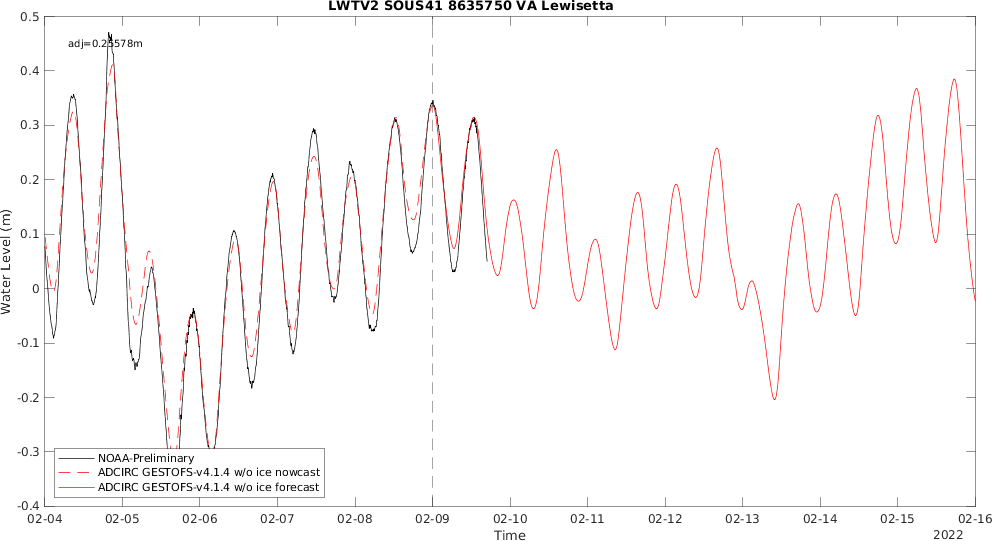 LWTV2 SOUS41 8635750 VA Lewisetta
adj=0.25578m
Water Level (m)
0.5
0.4
0.3
0.2
0.1
0
-0.1
-0.2
-0.3
-0.4
NOAA-Preliminary
ADCIRC GESTOFS-v4.1.4 w/o ice nowcast
ADCIRC GESTOFS-v4.1.4 w/o ice forecast
02-04 02-05 02-06 02-07 02-08 02-09 02-10 02-11 02-12 02-13 02-14 02-15 02-16
Time
2022